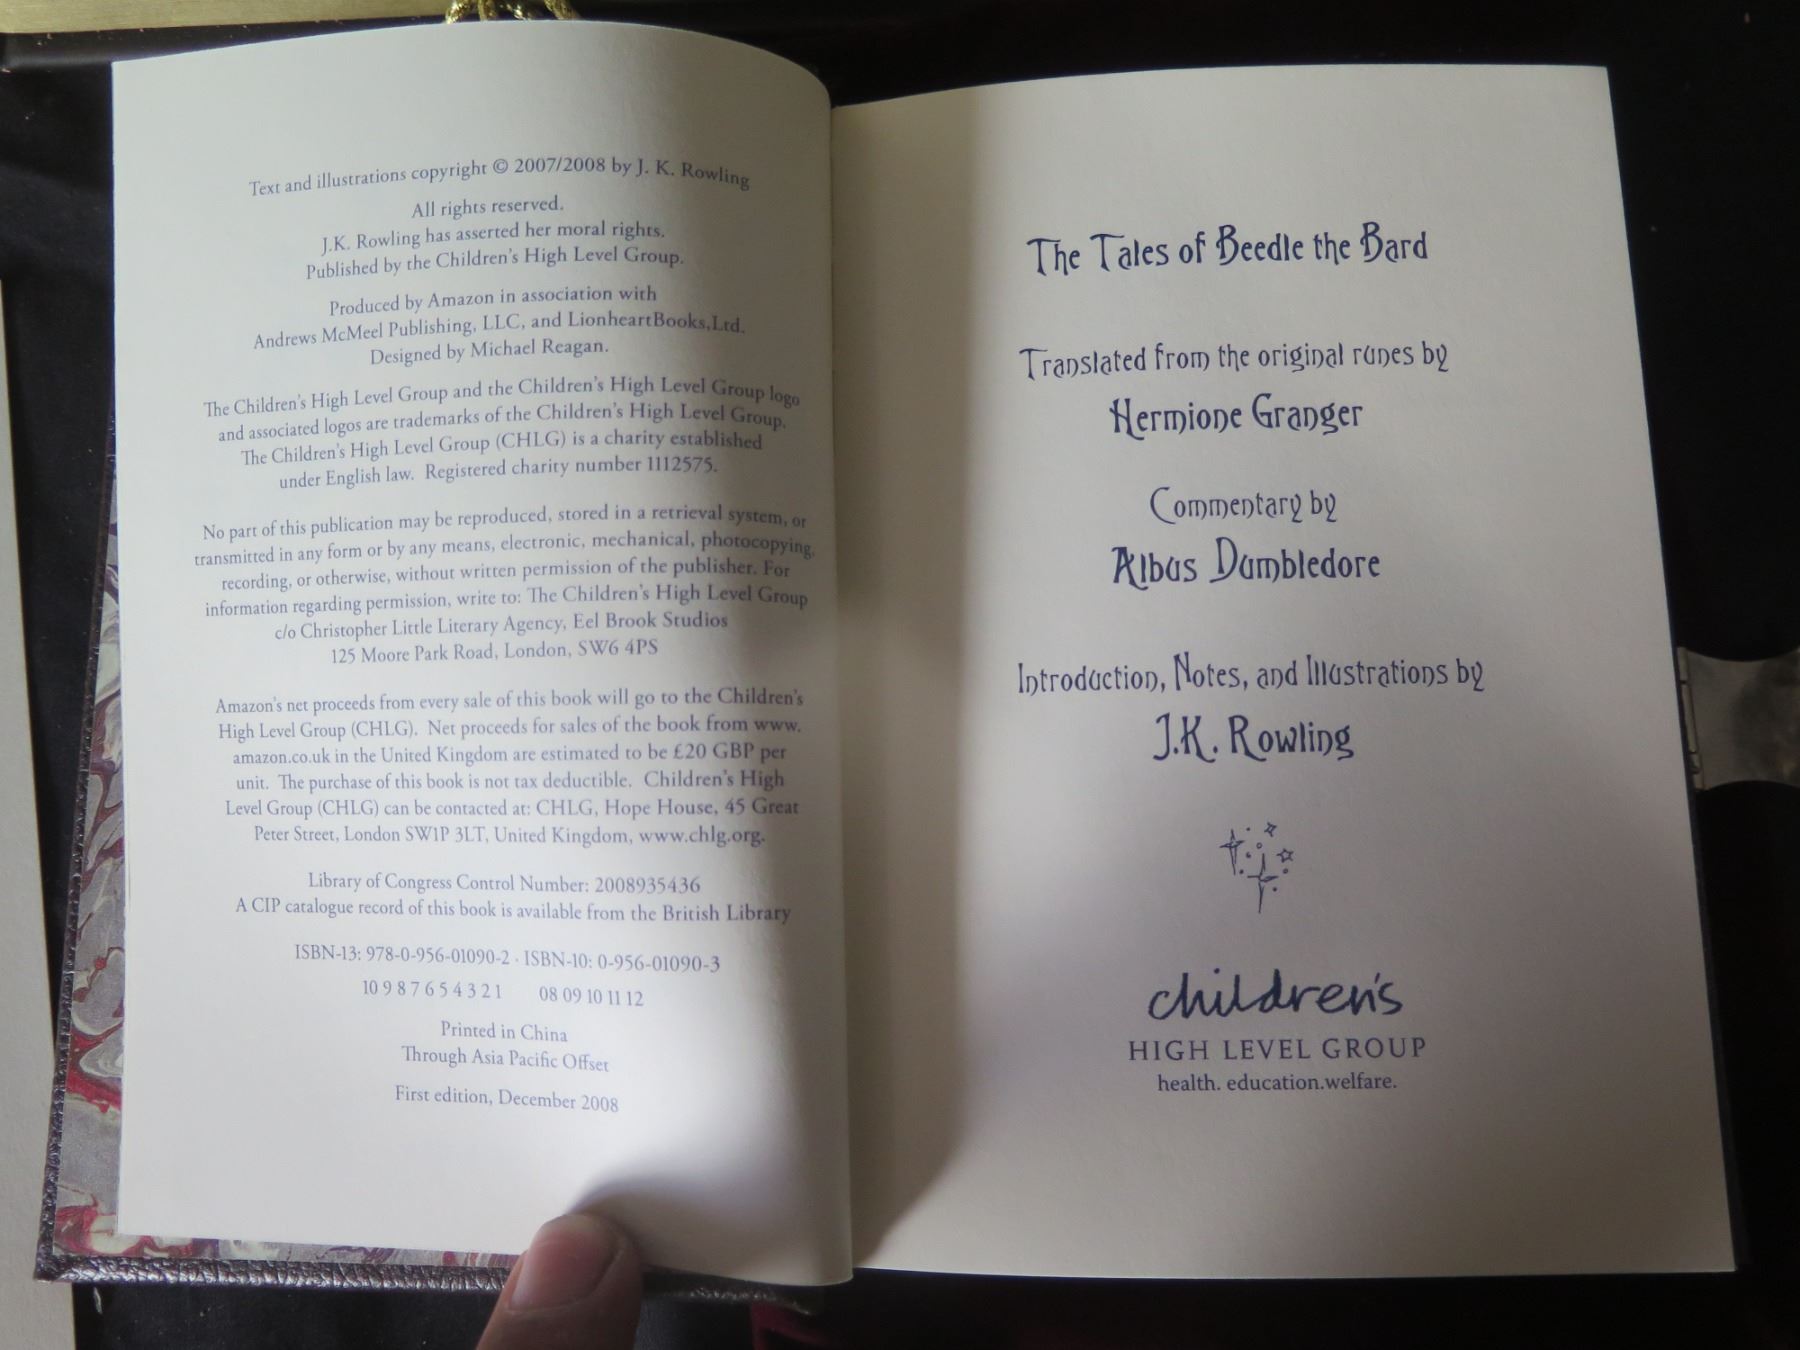 Text and illustrations copyright © 2007/2008 by J. K. Rowling
All rights reserved.
J.K. Rowling has asserted her moral rights.
Published by the Children's High Level Group.
Produced by Amazon in association with
Andrews McMeel Publishing, LLC, and LionheartBooks,Ltd.
Designed by Michael Reagan.
The Children's High Level Group and the Children's High Level Group logo
and associated logos are trademarks of the Children's High Level Group.
The Children's High Level Group (CHLG) is a charity established
under English law. Registered charity number 1112575.
No part of this publication may be reproduced, stored in a retrieval system, or
transmitted in any form or by any means, electronic, mechanical, photocopying,
recording, or otherwise, without written permission of the publisher. For
information regarding permission, write to: The Children's High Level Group
c/o Christopher Little Literary Agency, Eel Brook Studios
125 Moore Park Road, London, SW6 4PS
Amazon's net proceeds from every sale of this book will go to the Children's
High Level Group (CHLG). Net proceeds for sales of the book from www.
amazon.co.uk in the United Kingdom are estimated to be £20 GBP per
unit. The purchase of this book is not tax deductible. Children's High
Level Group (CHLG) can be contacted at: CHLG, Hope House, 45 Great
Peter Street, London SW1P 3LT, United Kingdom, www.chlg.org.
Library of Congress Control Number: 2008935436
A CIP catalogue record of this book is available from the British Library
ISBN-13: 978-0-956-01090-2 · ISBN-10: 0-956-01090-3
10 9 8 7 6 5 4 3 2 1 08 09 10 11 12
Printed in China
Through Asia Pacific Offset
First edition, December 2008
The Tales of Beedle the Bard
Translated from the original runes by
Hermione Granger
Commentary by
Albus Dumbledore
Introduction, Notes, and Illustrations by
J.K. Rowling
children's
HIGH LEVEL GROUP
health. education.welfare.